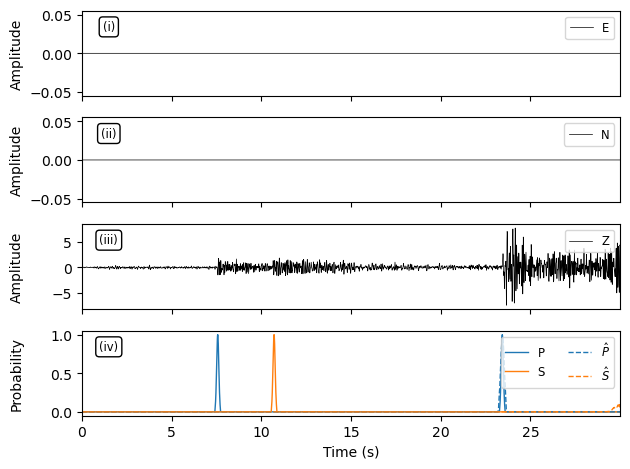 0.05
(i)
E
Amplitude
0.00
−0.05
0.05
(ii)
N
Amplitude
0.00
−0.05
5
(iii)
Z
Amplitude
0
−5
1.0
(iv)
P
P̂
Probability
0.5
S
Ŝ
0.0
0 5 10 15 20 25
Time (s)